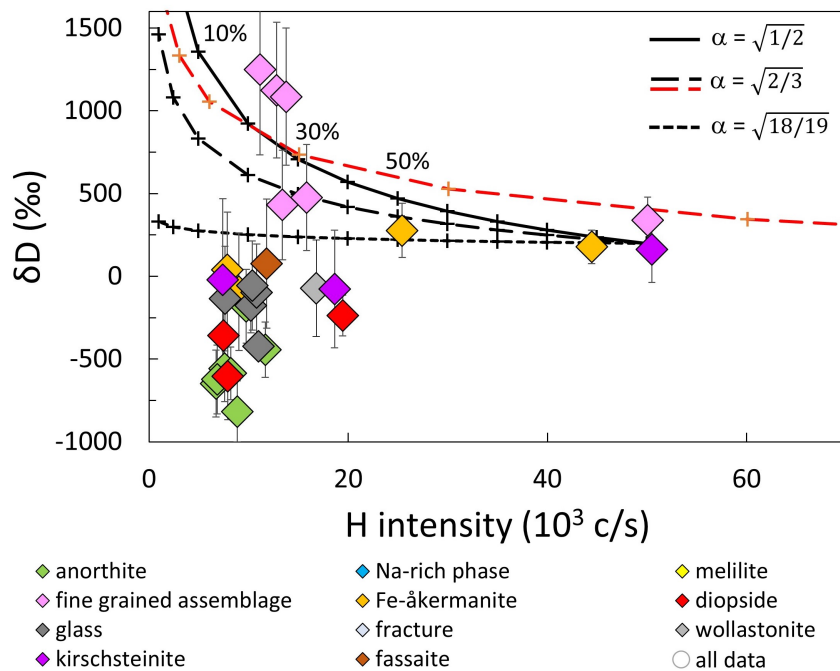 1500
1000
500
0
-500
-1000
δD (‰)
10%
30%
50%
α = √1/2
α = √2/3
α = √18/19
0 20 40 60
H intensity (10³ c/s)
anorthite Na-rich phase melilite
fine grained assemblage Fe-åkermanite diopside
glass fracture wollastonite
kirschsteinite fassaite all data